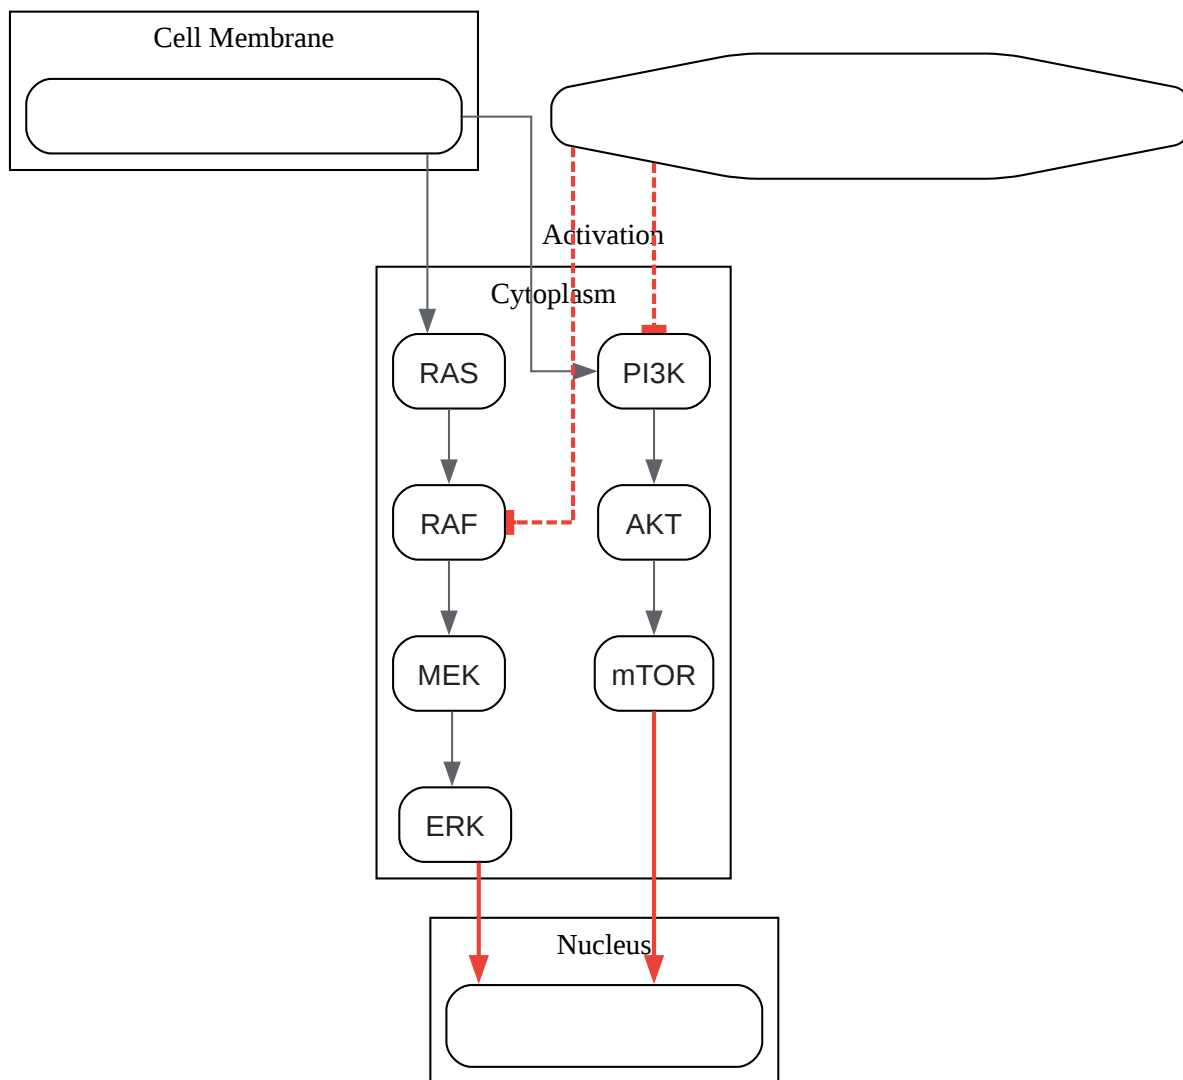 Cell Membrane
Activation
Cytoplasm
RAS
PI3K
RAF
AKT
MEK
mTOR
ERK
Nucleus